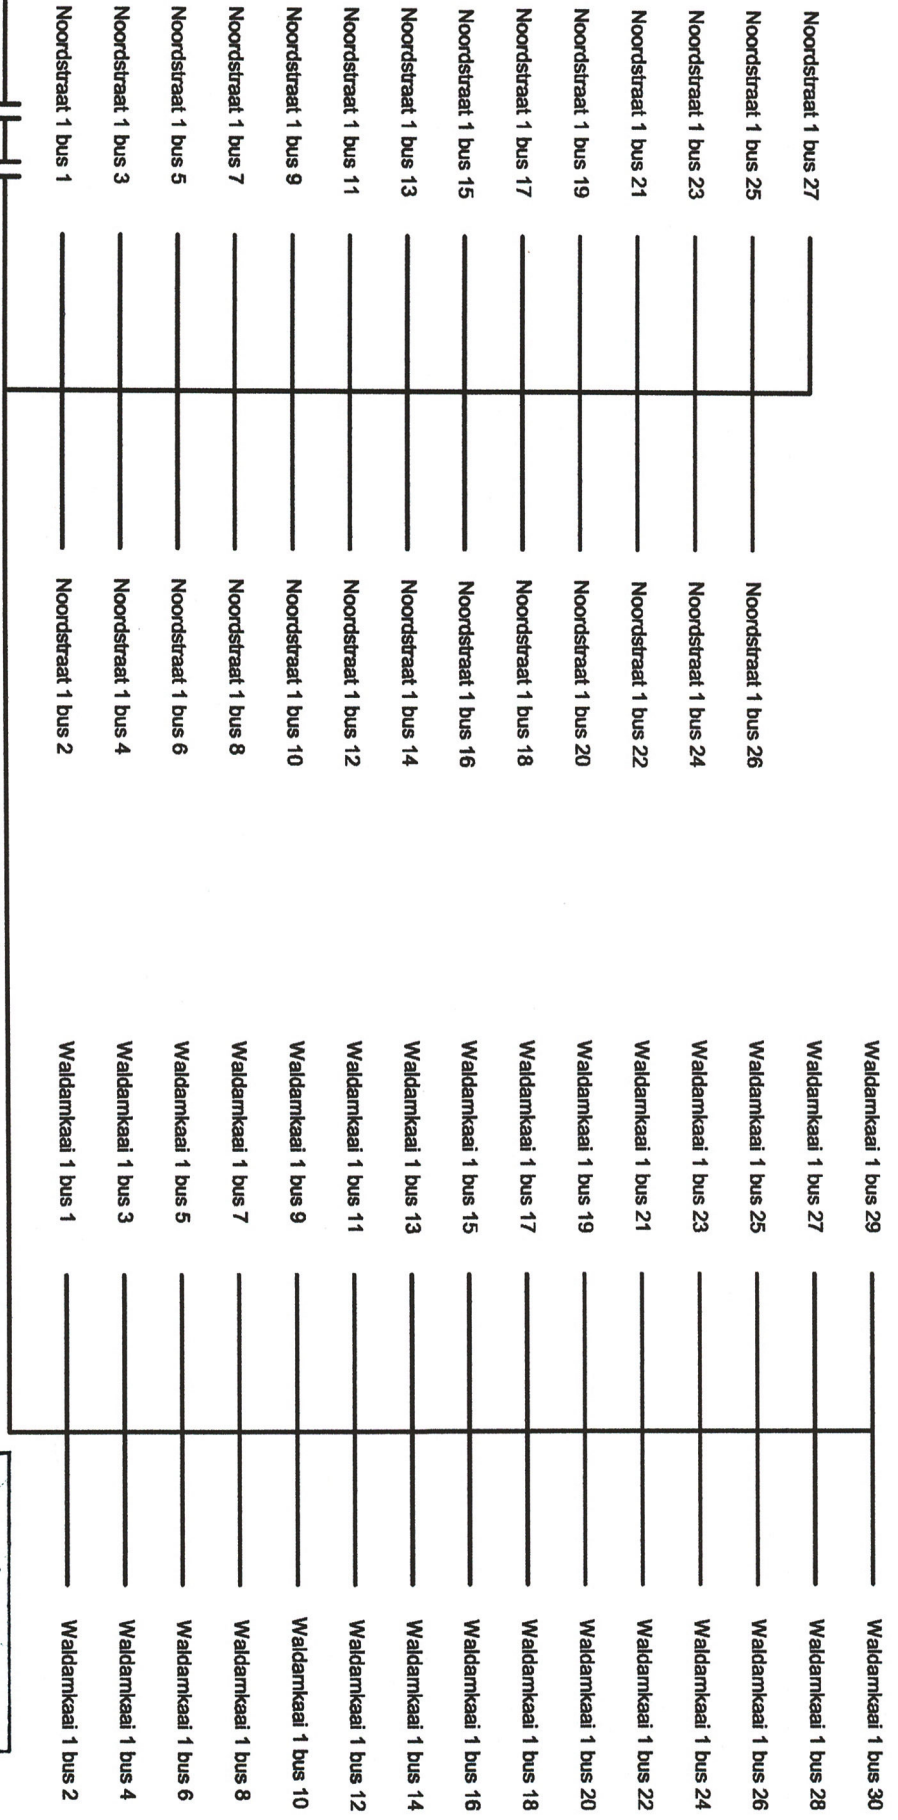 Noordstraat 1 bus 27
Noordstraat 1 bus 25
Noordstraat 1 bus 26
Noordstraat 1 bus 23
Noordstraat 1 bus 24
Noordstraat 1 bus 21
Noordstraat 1 bus 22
Noordstraat 1 bus 19
Noordstraat 1 bus 20
Noordstraat 1 bus 17
Noordstraat 1 bus 18
Noordstraat 1 bus 15
Noordstraat 1 bus 16
Noordstraat 1 bus 13
Noordstraat 1 bus 14
Noordstraat 1 bus 11
Noordstraat 1 bus 12
Noordstraat 1 bus 9
Noordstraat 1 bus 10
Noordstraat 1 bus 7
Noordstraat 1 bus 8
Noordstraat 1 bus 5
Noordstraat 1 bus 6
Noordstraat 1 bus 3
Noordstraat 1 bus 4
Noordstraat 1 bus 1
Noordstraat 1 bus 2
Waldamkaai 1 bus 29
Waldamkaai 1 bus 30
Waldamkaai 1 bus 27
Waldamkaai 1 bus 28
Waldamkaai 1 bus 25
Waldamkaai 1 bus 26
Waldamkaai 1 bus 23
Waldamkaai 1 bus 24
Waldamkaai 1 bus 21
Waldamkaai 1 bus 22
Waldamkaai 1 bus 19
Waldamkaai 1 bus 20
Waldamkaai 1 bus 17
Waldamkaai 1 bus 18
Waldamkaai 1 bus 15
Waldamkaai 1 bus 16
Waldamkaai 1 bus 13
Waldamkaai 1 bus 14
Waldamkaai 1 bus 11
Waldamkaai 1 bus 12
Waldamkaai 1 bus 9
Waldamkaai 1 bus 10
Waldamkaai 1 bus 7
Waldamkaai 1 bus 8
Waldamkaai 1 bus 5
Waldamkaai 1 bus 6
Waldamkaai 1 bus 3
Waldamkaai 1 bus 4
Waldamkaai 1 bus 1
Waldamkaai 1 bus 2